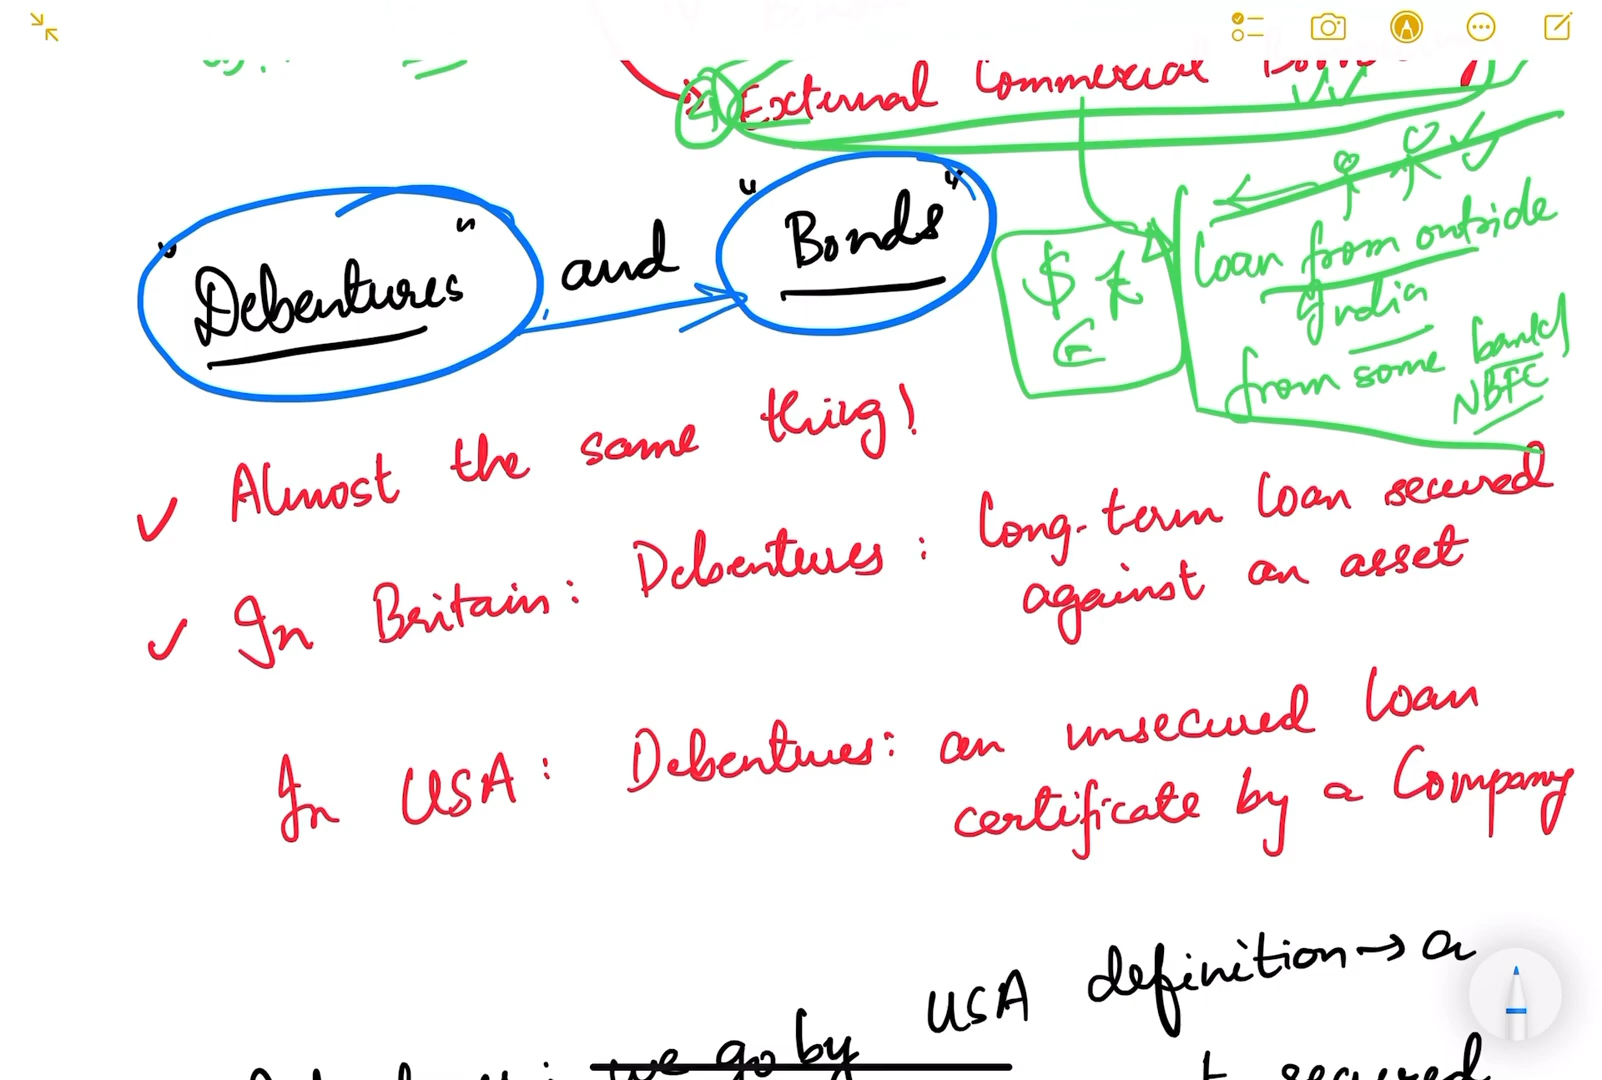 ④ External Commercial
"Debentures" and "Bonds"
$ £
€
Loan from outside
India
from some bank/
NBFC
✓ Almost the same thing!
✓ In Britain: Debentures: Long-term loan secured
against an asset
In USA: Debentures: an unsecured loan
certificate by a Company
we go by USA definition → a
secured